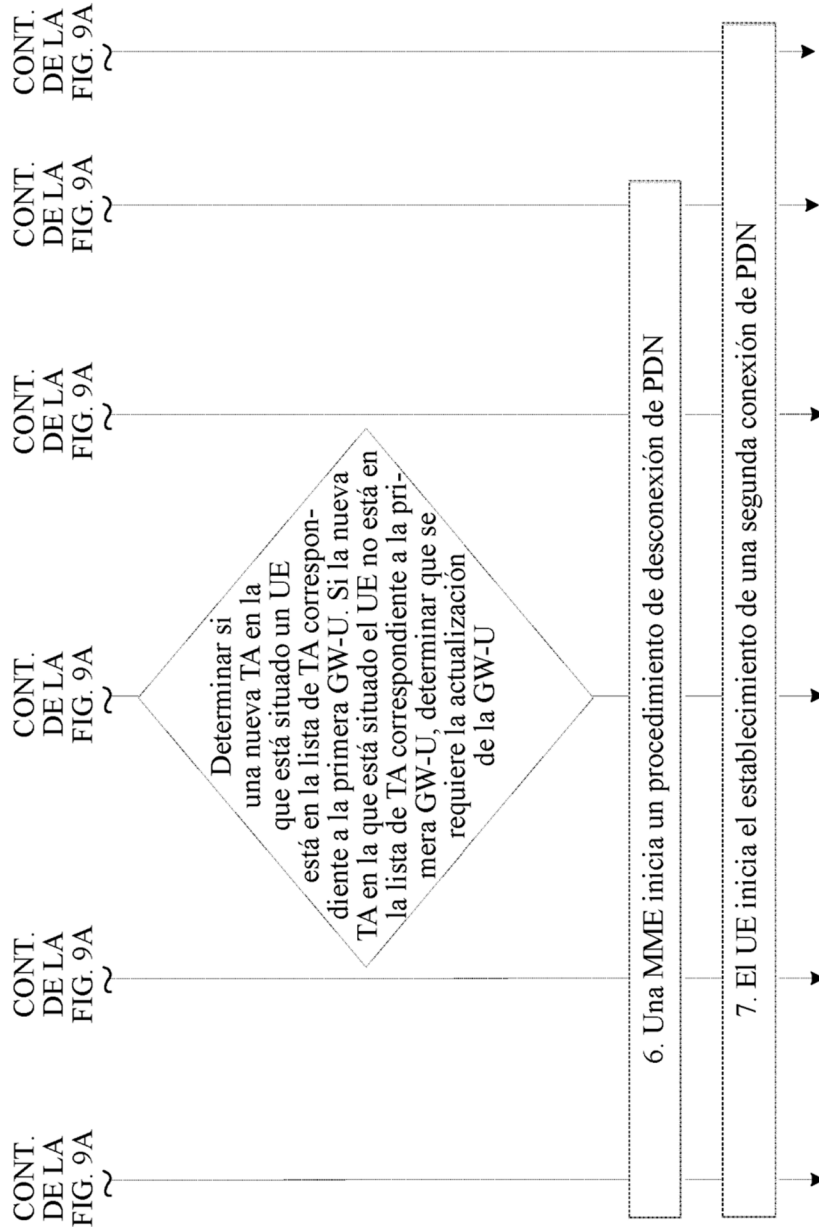 CONT.
DE LA
FIG. 9A
CONT.
DE LA
FIG. 9A
CONT.
DE LA
FIG. 9A
CONT.
DE LA
FIG. 9A
CONT.
DE LA
FIG. 9A
CONT.
DE LA
FIG. 9A
Determinar si
una nueva TA en la
que está situado un UE
está en la lista de TA correspon-
diente a la primera GW-U. Si la nueva
TA en la que está situado el UE no está en
la lista de TA correspondiente a la pri-
mera GW-U, determinar que se
requiere la actualización
de la GW-U
6. Una MME inicia un procedimiento de desconexión de PDN
7. El UE inicia el establecimiento de una segunda conexión de PDN